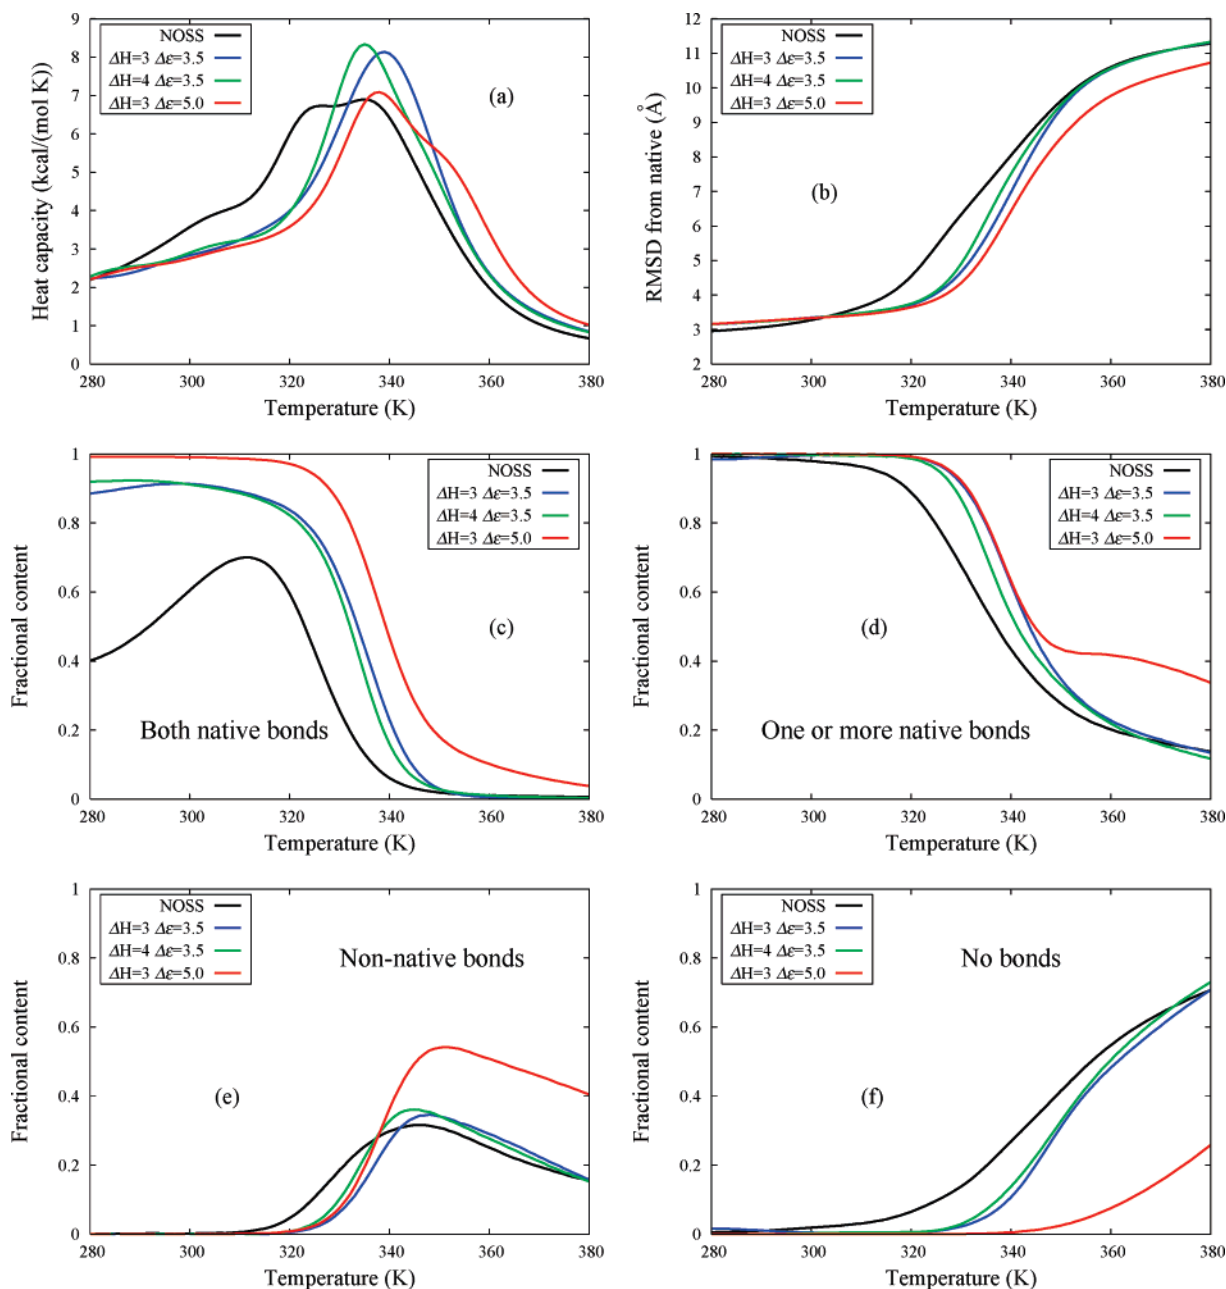 9
8
7
6
5
4
3
2
1
0
Heat capacity (kcal/(mol K))
NOSS
ΔH=3 Δε=3.5
ΔH=4 Δε=3.5
ΔH=3 Δε=5.0
(a)
280 300 320 340 360 380
Temperature (K)
12
11
10
9
8
7
6
5
4
3
2
RMSD from native (Å)
NOSS
ΔH=3 Δε=3.5
ΔH=4 Δε=3.5
ΔH=3 Δε=5.0
(b)
280 300 320 340 360 380
Temperature (K)
1
0.8
0.6
0.4
0.2
0
Fractional content
NOSS
ΔH=3 Δε=3.5
ΔH=4 Δε=3.5
ΔH=3 Δε=5.0
(c)
Both native bonds
280 300 320 340 360 380
Temperature (K)
1
0.8
0.6
0.4
0.2
0
Fractional content
NOSS
ΔH=3 Δε=3.5
ΔH=4 Δε=3.5
ΔH=3 Δε=5.0
(d)
One or more native bonds
280 300 320 340 360 380
Temperature (K)
1
0.8
0.6
0.4
0.2
0
Fractional content
NOSS
ΔH=3 Δε=3.5
ΔH=4 Δε=3.5
ΔH=3 Δε=5.0
Non-native bonds
(e)
280 300 320 340 360 380
Temperature (K)
1
0.8
0.6
0.4
0.2
0
Fractional content
NOSS
ΔH=3 Δε=3.5
ΔH=4 Δε=3.5
ΔH=3 Δε=5.0
No bonds
(f)
280 300 320 340 360 380
Temperature (K)